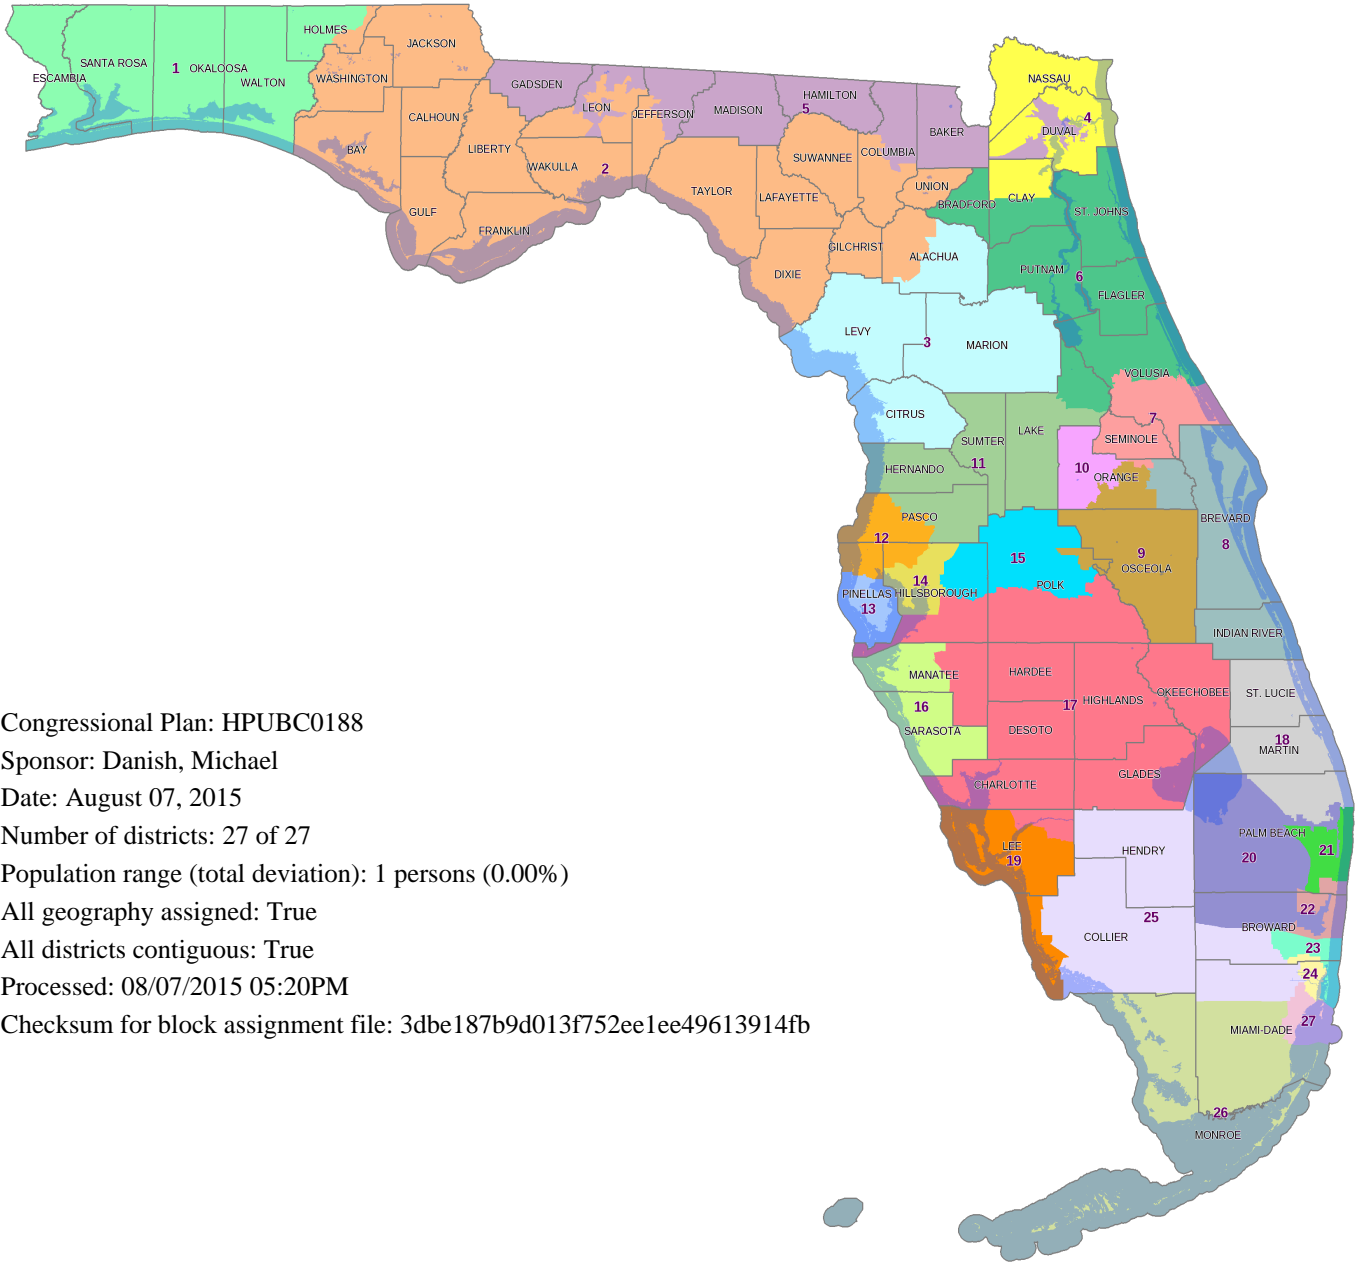 HOLMES
JACKSON
SANTA ROSA
1
OKALOOSA
ESCAMBIA
WALTON
WASHINGTON
GADSDEN
NASSAU
CALHOUN
LEON
JEFFERSON
MADISON
HAMILTON
5
4
DUVAL
BAKER
BAY
LIBERTY
WAKULLA
2
SUWANNEE
COLUMBIA
TAYLOR
LAFAYETTE
UNION
BRADFORD
CLAY
GULF
FRANKLIN
ST. JOHNS
GILCHRIST
ALACHUA
DIXIE
PUTNAM
6
FLAGLER
LEVY
3
MARION
VOLUSIA
CITRUS
7
SUMTER
LAKE
SEMINOLE
HERNANDO
11
10
ORANGE
PASCO
BREVARD
12
8
15
9
OSCEOLA
14
POLK
PINELLAS
HILLSBOROUGH
13
INDIAN RIVER
MANATEE
HARDEE
OKEECHOBEE
ST. LUCIE
16
17
HIGHLANDS
SARASOTA
DESOTO
18
MARTIN
CHARLOTTE
GLADES
PALM BEACH
LEE
19
HENDRY
20
21
22
25
BROWARD
COLLIER
23
24
27
MIAMI-DADE
26
MONROE
Congressional Plan: HPUBC0188
Sponsor: Danish, Michael
Date: August 07, 2015
Number of districts: 27 of 27
Population range (total deviation): 1 persons (0.00%)
All geography assigned: True
All districts contiguous: True
Processed: 08/07/2015 05:20PM
Checksum for block assignment file: 3dbe187b9d013f752ee1ee49613914fb